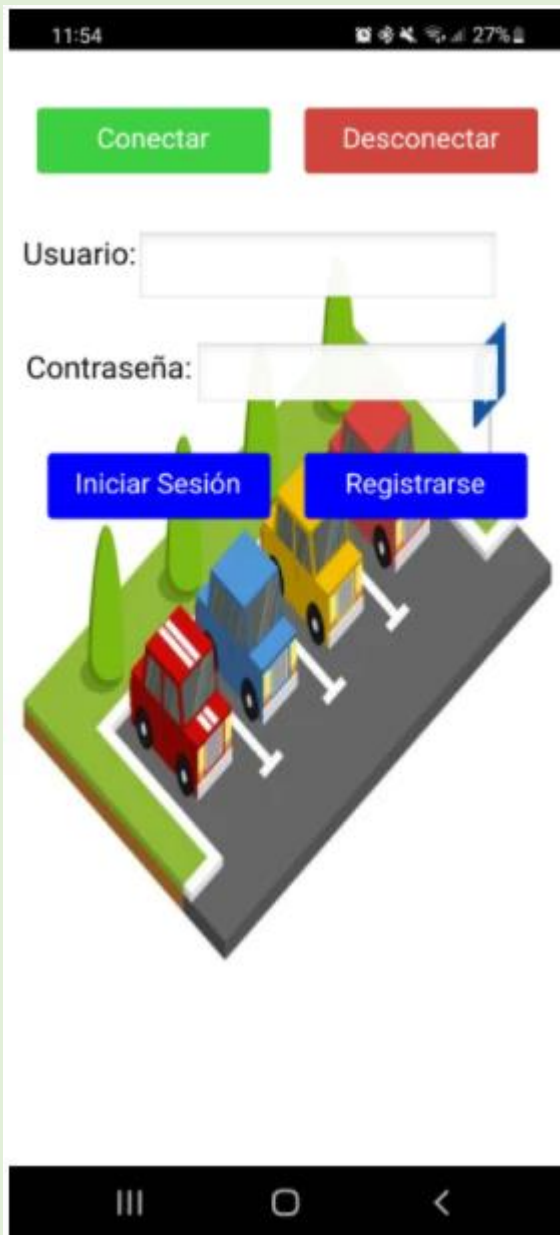 11:54 27%
Conectar Desconectar
Usuario:
Contraseña:
Iniciar Sesión Registrarse